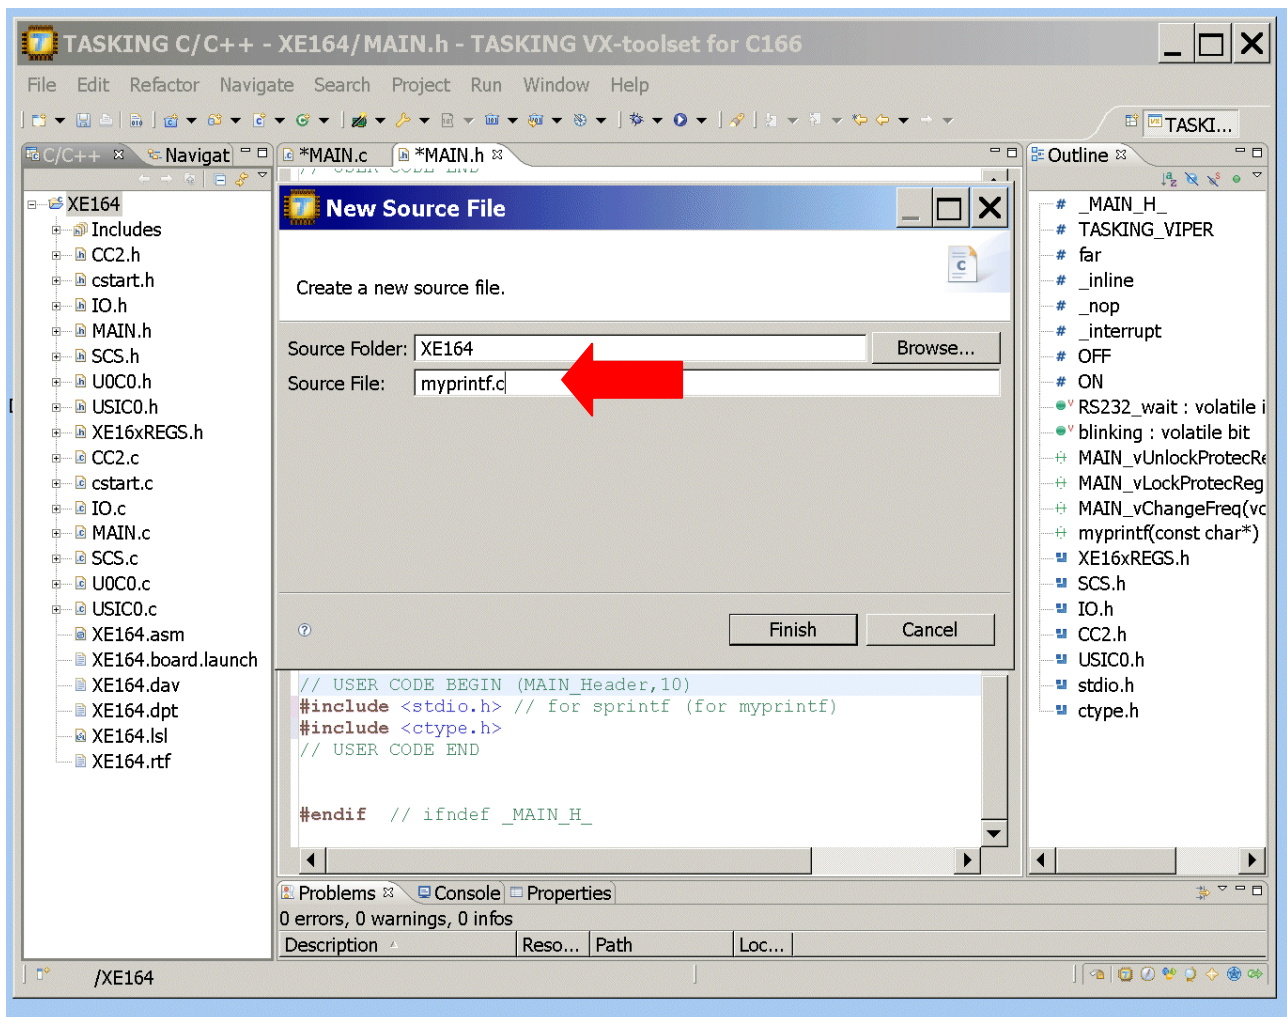 TASKING C/C++ - XE164/MAIN.h - TASKING VX-toolset for C166
File Edit Refactor Navigate Search Project Run Window Help
TASKI...
C/C++ Navigat
*MAIN.c *MAIN.h
Outline
// USER CODE END
XE164
Includes
CC2.h
cstart.h
IO.h
MAIN.h
SCS.h
U0C0.h
USIC0.h
XE16xREGS.h
CC2.c
cstart.c
IO.c
MAIN.c
SCS.c
U0C0.c
USIC0.c
XE164.asm
XE164.board.launch
XE164.dav
XE164.dpt
XE164.lsl
XE164.rtf
New Source File
Create a new source file.
Source Folder: XE164 Browse...
Source File: myprintf.c
Finish Cancel
// USER CODE BEGIN (MAIN_Header,10)
#include <stdio.h> // for sprintf (for myprintf)
#include <ctype.h>
// USER CODE END
#endif // ifndef _MAIN_H_
# _MAIN_H_
# TASKING_VIPER
# far
# _inline
# _nop
# _interrupt
# OFF
# ON
RS232_wait : volatile i
blinking : volatile bit
MAIN_vUnlockProtecRe
MAIN_vLockProtecReg
MAIN_vChangeFreq(vo
myprintf(const char*)
XE16xREGS.h
SCS.h
IO.h
CC2.h
USIC0.h
stdio.h
ctype.h
Problems Console Properties
0 errors, 0 warnings, 0 infos
Description Reso... Path Loc...
/XE164